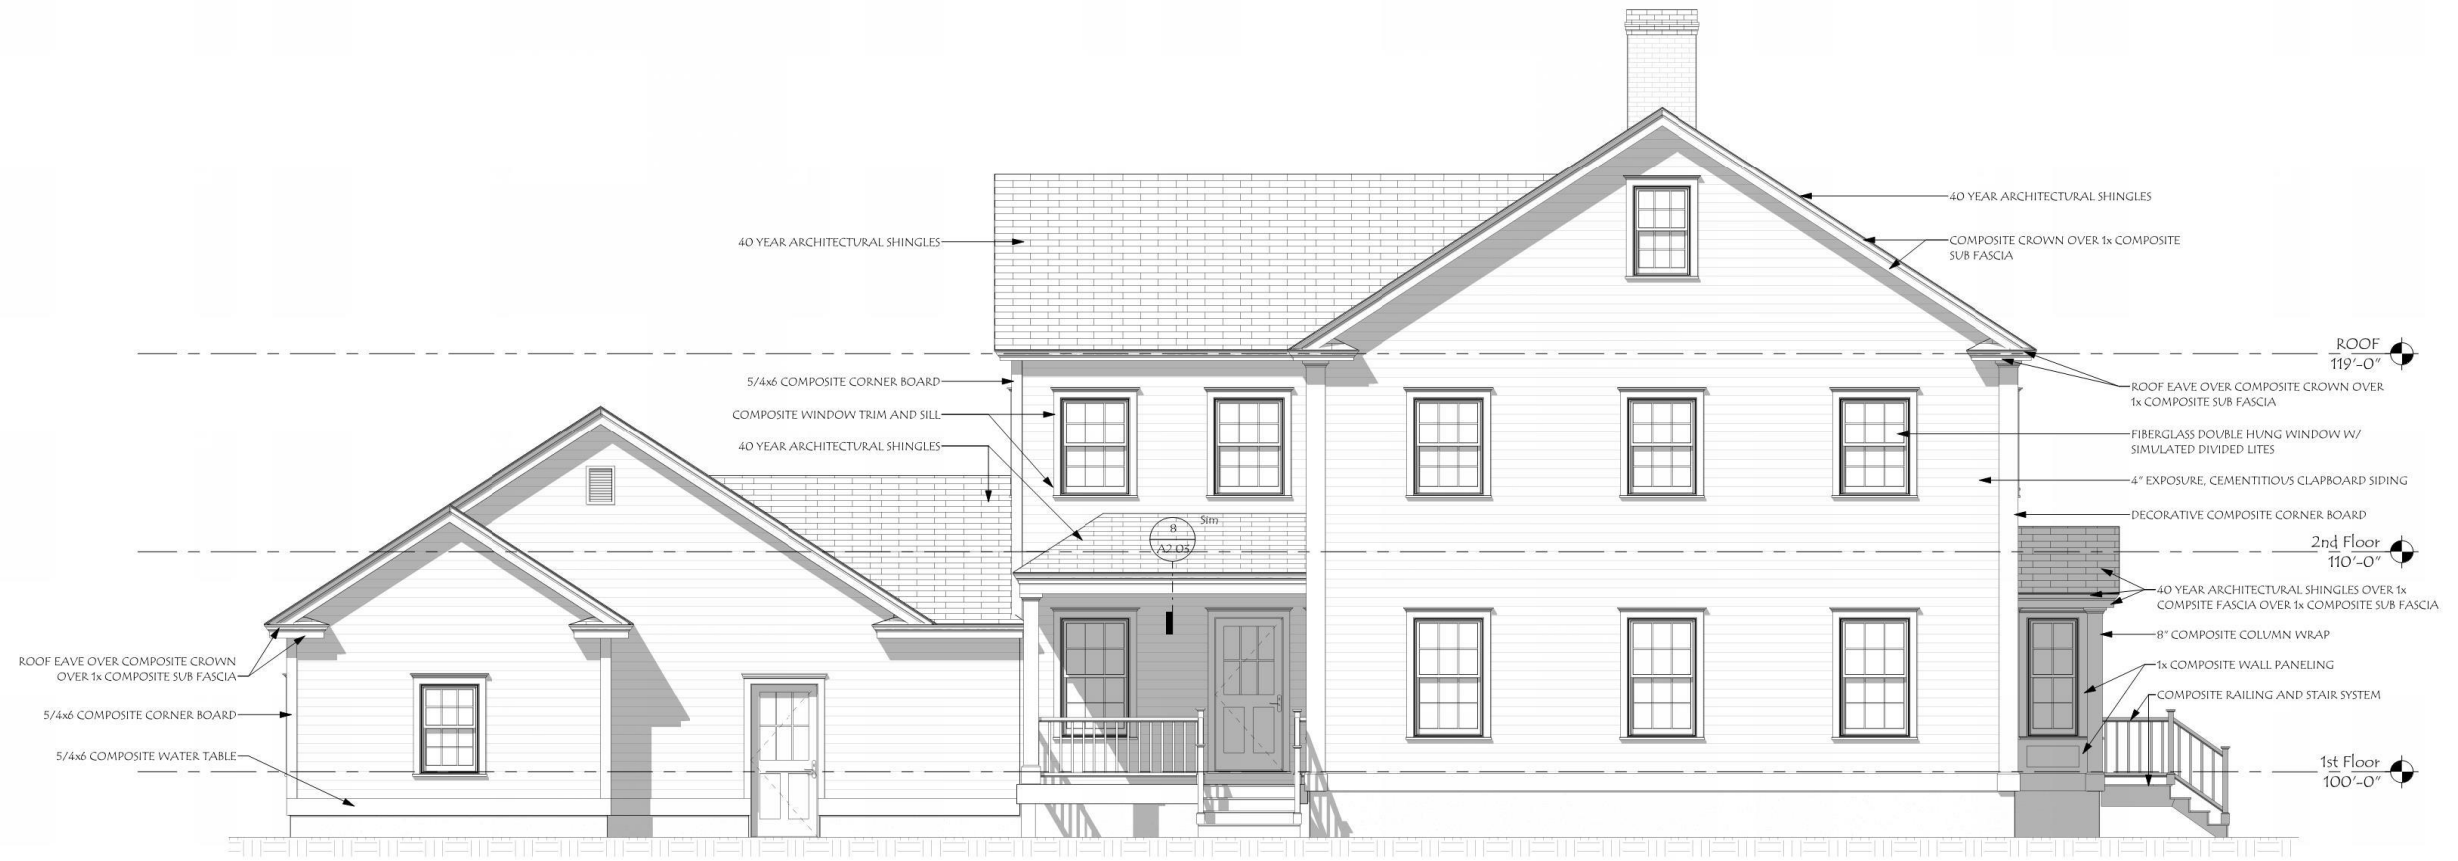 40 YEAR ARCHITECTURAL SHINGLES
40 YEAR ARCHITECTURAL SHINGLES
COMPOSITE CROWN OVER 1x COMPOSITE
SUB FASCIA
ROOF
119'-0"
5/4x6 COMPOSITE CORNER BOARD
ROOF EAVE OVER COMPOSITE CROWN OVER
1x COMPOSITE SUB FASCIA
COMPOSITE WINDOW TRIM AND SILL
40 YEAR ARCHITECTURAL SHINGLES
FIBERGLASS DOUBLE HUNG WINDOW W/
SIMULATED DIVIDED LITES
4" EXPOSURE, CEMENTITIOUS CLAPBOARD SIDING
DECORATIVE COMPOSITE CORNER BOARD
8
Sim
A2.03
2nd Floor
110'-0"
40 YEAR ARCHITECTURAL SHINGLES OVER 1x
COMPSITE FASCIA OVER 1x COMPOSITE SUB FASCIA
8" COMPOSITE COLUMN WRAP
ROOF EAVE OVER COMPOSITE CROWN
OVER 1x COMPOSITE SUB FASCIA
1x COMPOSITE WALL PANELING
COMPOSITE RAILING AND STAIR SYSTEM
5/4x6 COMPOSITE CORNER BOARD
5/4x6 COMPOSITE WATER TABLE
1st Floor
100'-0"